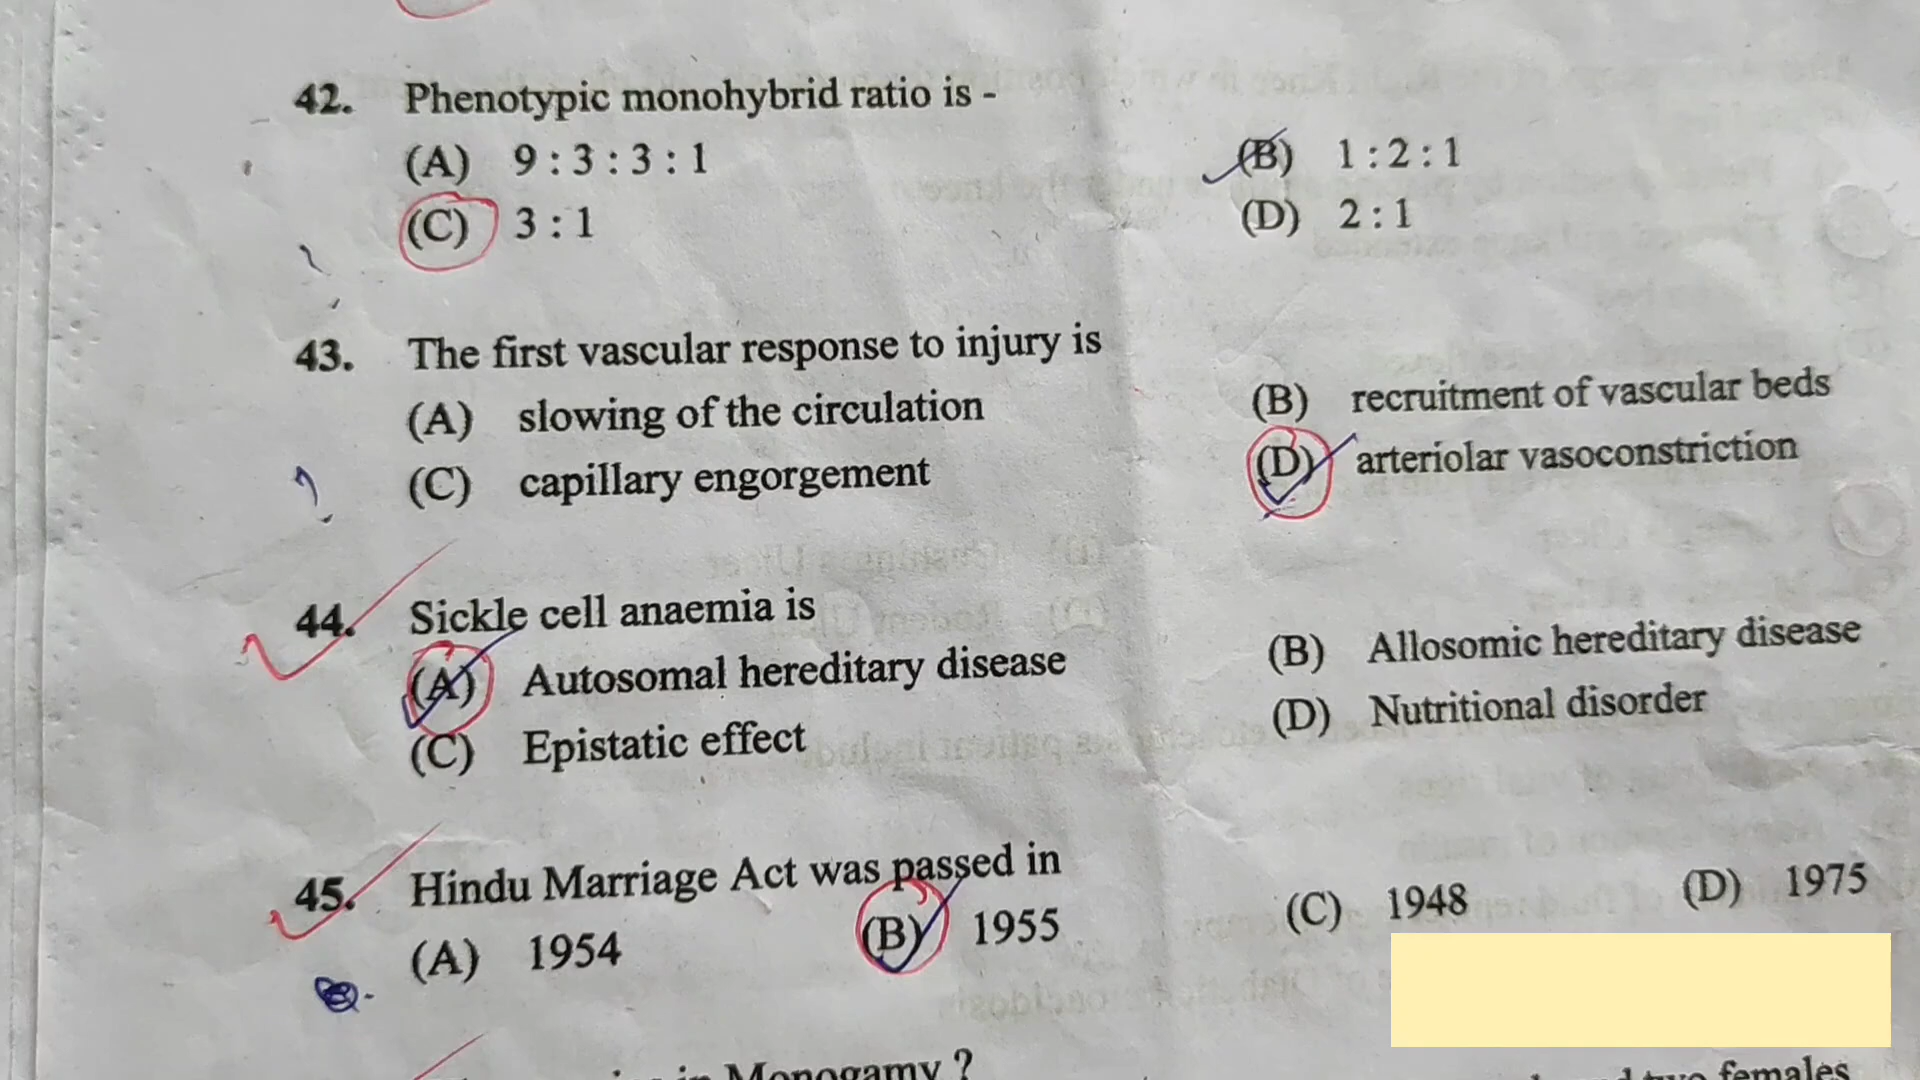 42. Phenotypic monohybrid ratio is -
(A) 9 : 3 : 3 : 1 (B) 1 : 2 : 1
(C) 3 : 1 (D) 2 : 1
43. The first vascular response to injury is
(A) slowing of the circulation (B) recruitment of vascular beds
(C) capillary engorgement (D) arteriolar vasoconstriction
44. Sickle cell anaemia is
(A) Autosomal hereditary disease (B) Allosomic hereditary disease
(C) Epistatic effect (D) Nutritional disorder
45. Hindu Marriage Act was passed in
(A) 1954 (B) 1955 (C) 1948 (D) 1975
in Monogamy ?
two females